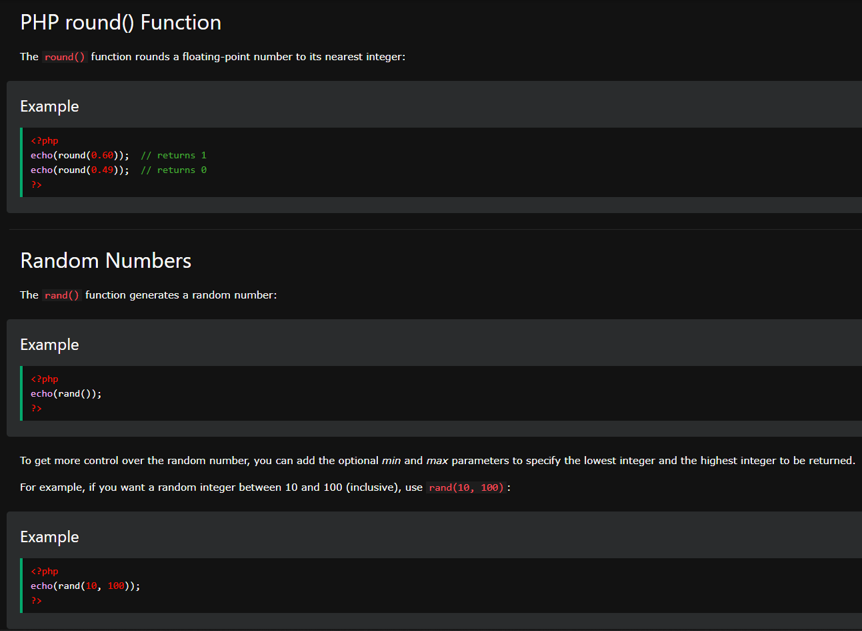 PHP round() Function
The round() function rounds a floating-point number to its nearest integer:
Example
<?php
echo(round(0.60));  // returns 1
echo(round(0.49));  // returns 0
?>
Random Numbers
The rand() function generates a random number:
Example
<?php
echo(rand());
?>
To get more control over the random number, you can add the optional min and max parameters to specify the lowest integer and the highest integer to be returned.
For example, if you want a random integer between 10 and 100 (inclusive), use rand(10, 100):
Example
<?php
echo(rand(10, 100));
?>